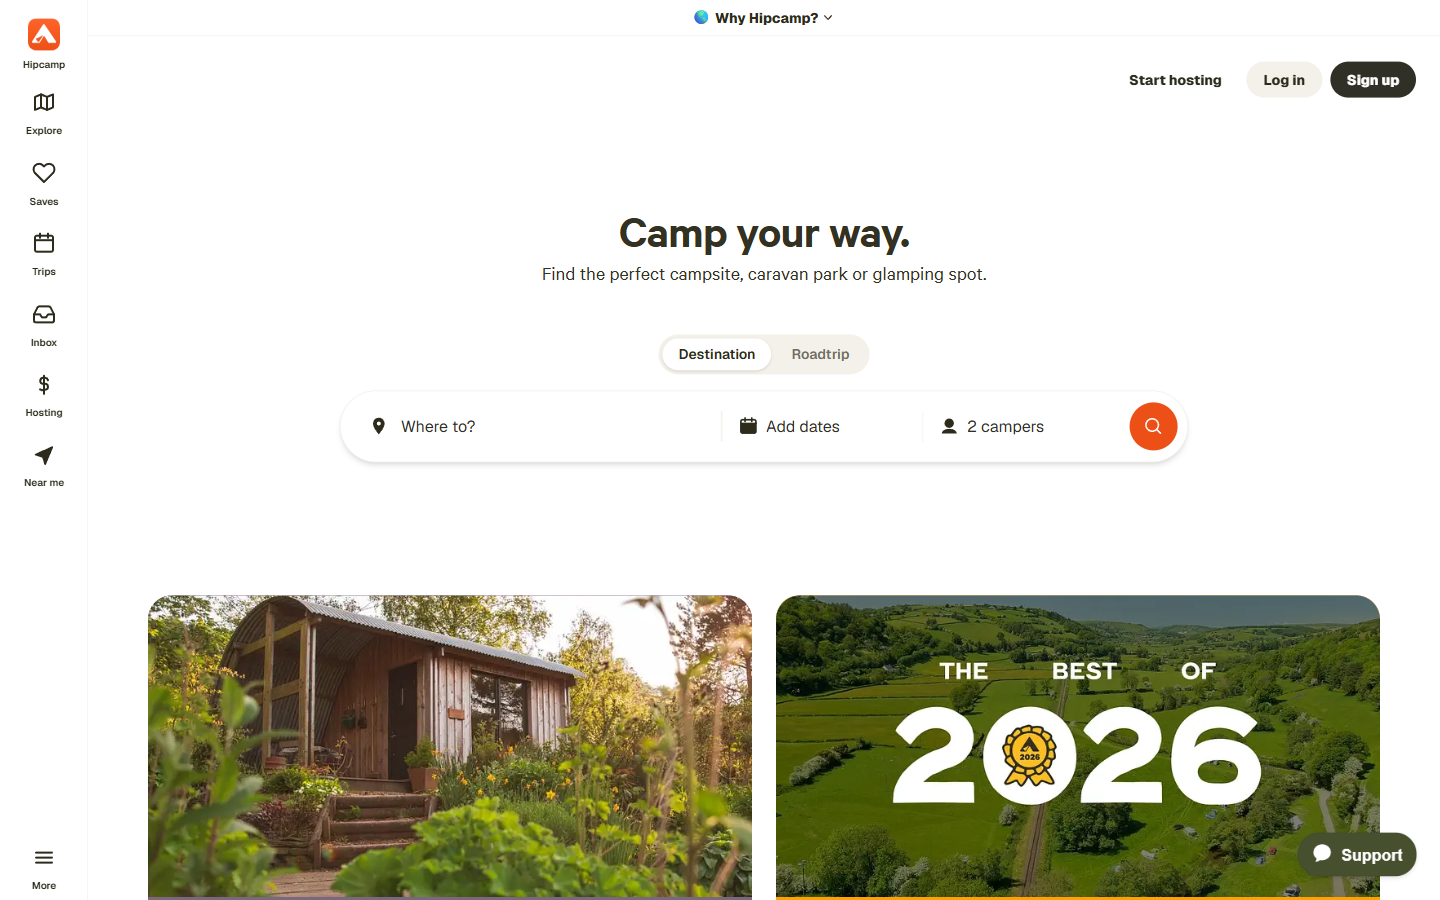 Why Hipcamp?
Hipcamp
Explore
Saves
Trips
Inbox
Hosting
Near me
More
Start hosting
Log in
Sign up
Camp your way.
Find the perfect campsite, caravan park or glamping spot.
Destination
Roadtrip
Where to?
Add dates
2 campers
THE BEST OF
2026
2026
Support